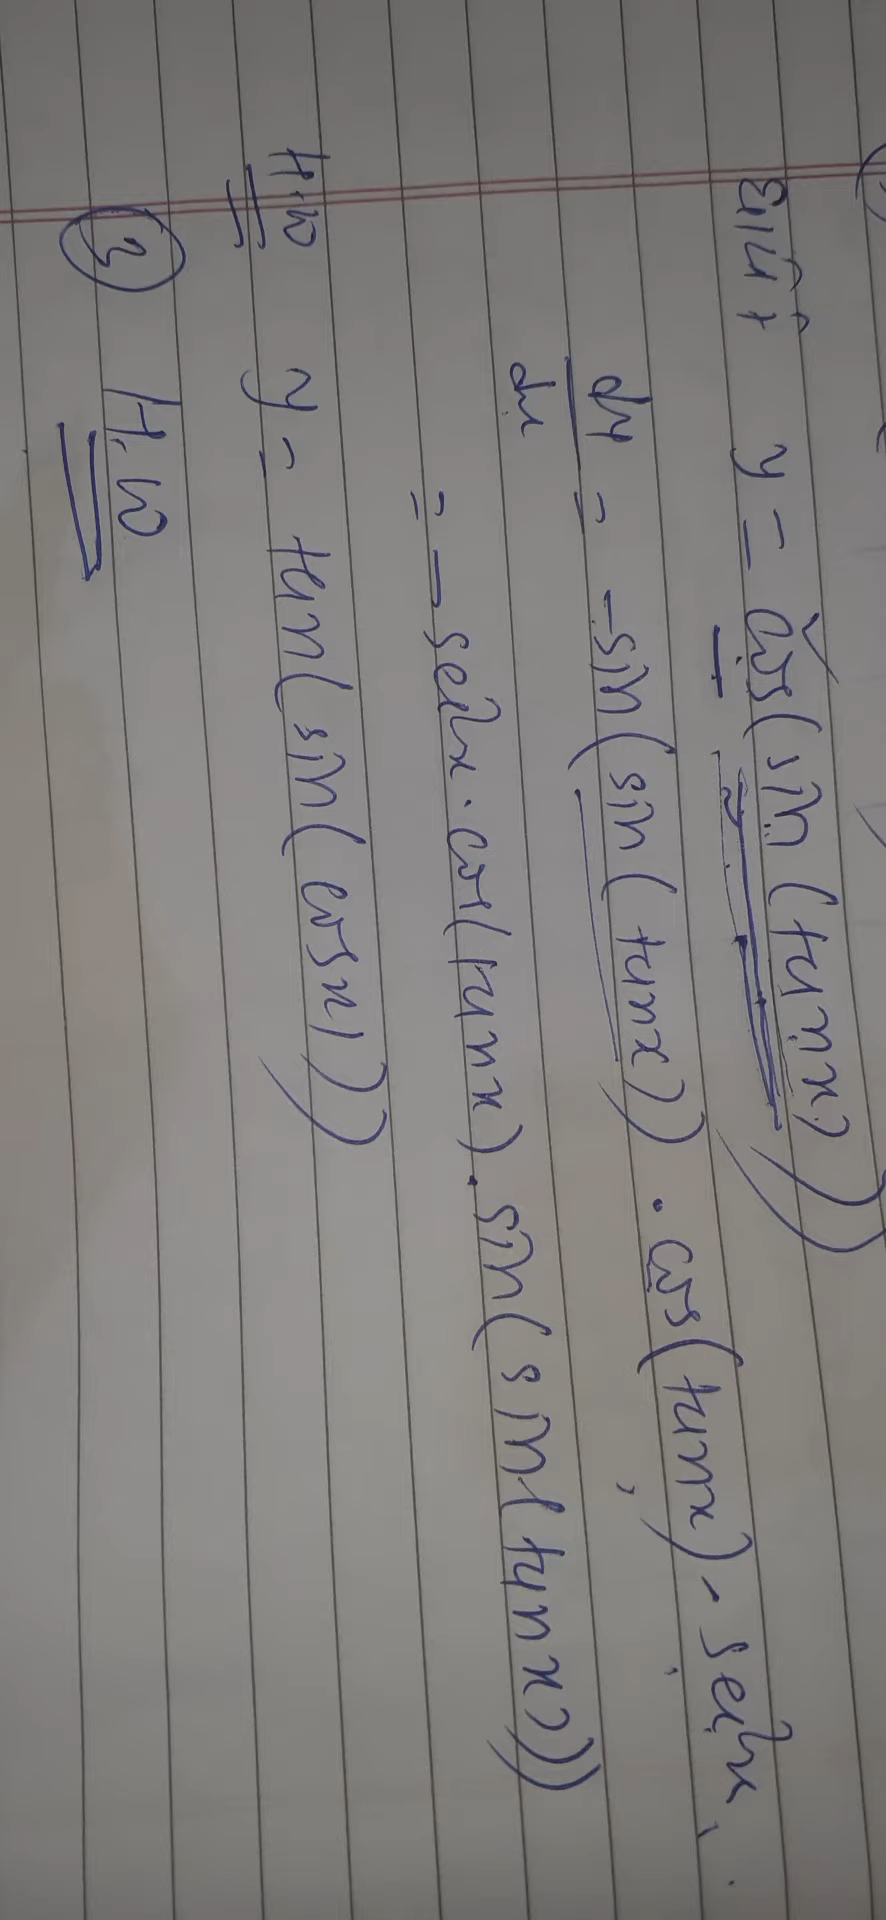 y = cos(sin(tanx))
dy/dx = -sin(sin(tanx)) · cos(tanx) · sec²x
= -sec²x · cos(tanx) · sin(sin(tanx)))
H.W y = tan(sin(cosx))
③ H.W